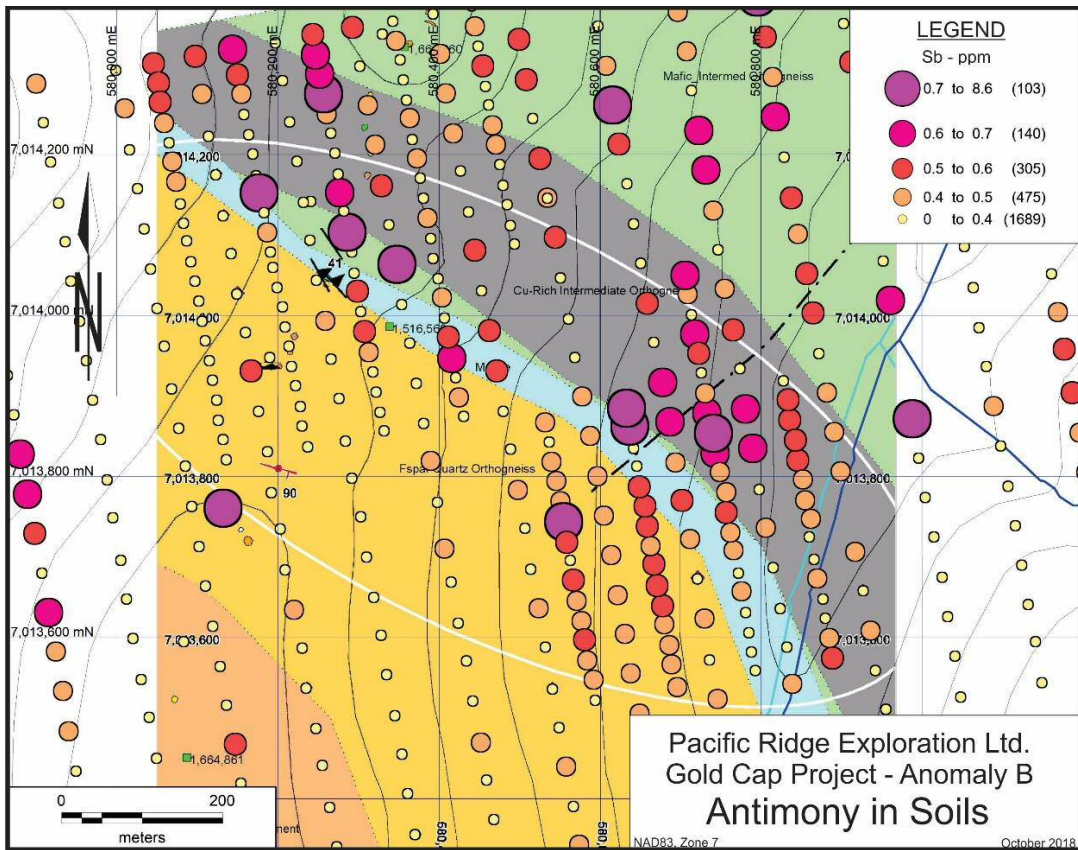 580,000 mE
580,200 mE
580,400 mE
580,600 mE
580,800 mE
Mafic_Intermed Orthogneiss
LEGEND
Sb - ppm
0.7 to 8.6 (103)
0.6 to 0.7 (140)
0.5 to 0.6 (305)
0.4 to 0.5 (475)
0 to 0.4 (1689)
7,014,200 mN
41
Cu-Rich Intermediate Orthogne
7,014,000 mN
7,014,000
Fspar Quartz Orthogneiss
7,013,800 mN
7,013,800
7,013,800
90
7,013,600 mN
7,013,600
1,664,861
N
0 200
meters
Pacific Ridge Exploration Ltd.
Gold Cap Project - Anomaly B
Antimony in Soils
NAD83, Zone 7
October 2018